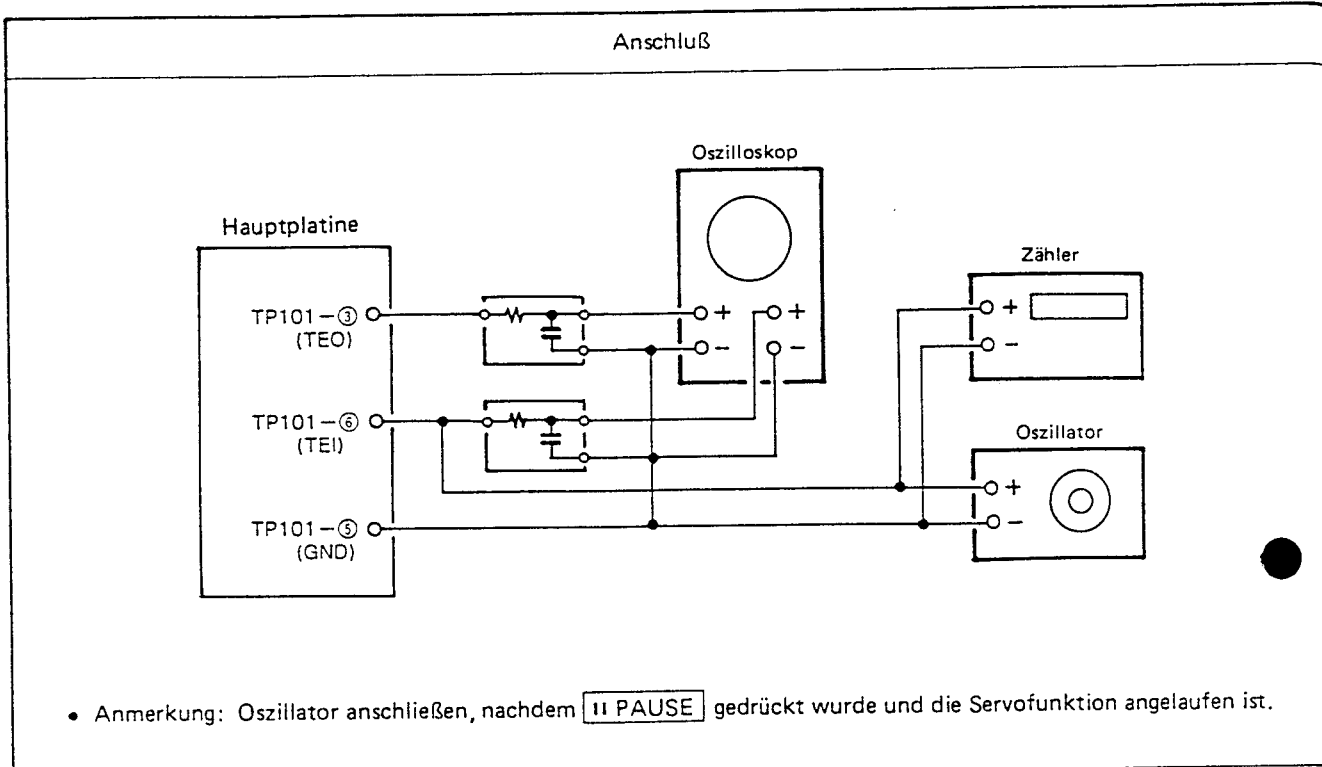 Anschluß
Oszilloskop
Hauptplatine
Zähler
TP101–③
(TEO)
+ +
− −
+
−
TP101–⑥
(TEI)
Oszillator
+
−
TP101–⑤
(GND)
• Anmerkung: Oszillator anschließen, nachdem II PAUSE gedrückt wurde und die Servofunktion angelaufen ist.